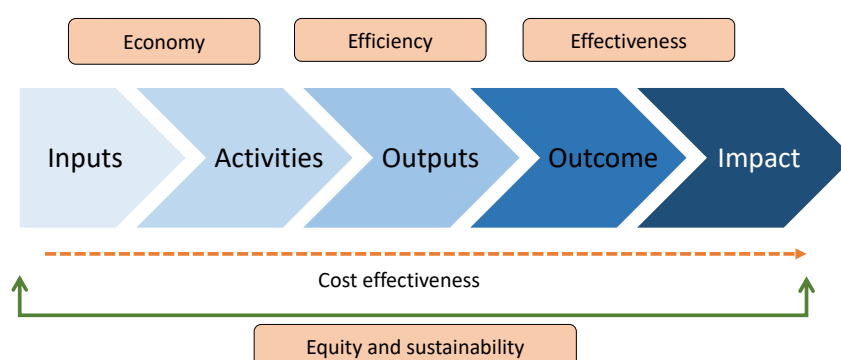 Economy
Efficiency
Effectiveness
Inputs
Activities
Outputs
Outcome
Impact
Cost effectiveness
Equity and sustainability